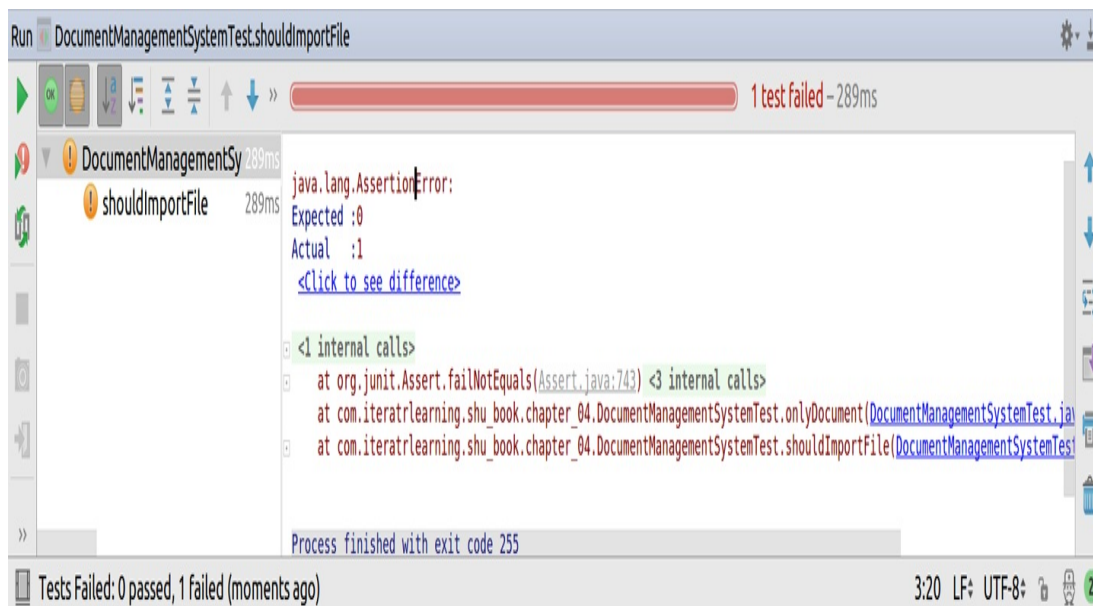 Run DocumentManagementSystemTest.shouldImportFile
OK
a
z
» 1 test failed – 289ms
DocumentManagementSy 289ms
shouldImportFile 289ms
java.lang.AssertionError:
Expected :0
Actual :1
<Click to see difference>
<1 internal calls>
at org.junit.Assert.failNotEquals(Assert.java:743) <3 internal calls>
at com.iteratrlearning.shu_book.chapter_04.DocumentManagementSystemTest.onlyDocument(DocumentManagementSystemTest.jav
at com.iteratrlearning.shu_book.chapter_04.DocumentManagementSystemTest.shouldImportFile(DocumentManagementSystemTest
» Process finished with exit code 255
Tests Failed: 0 passed, 1 failed (moments ago) 3:20 LF UTF-8 2